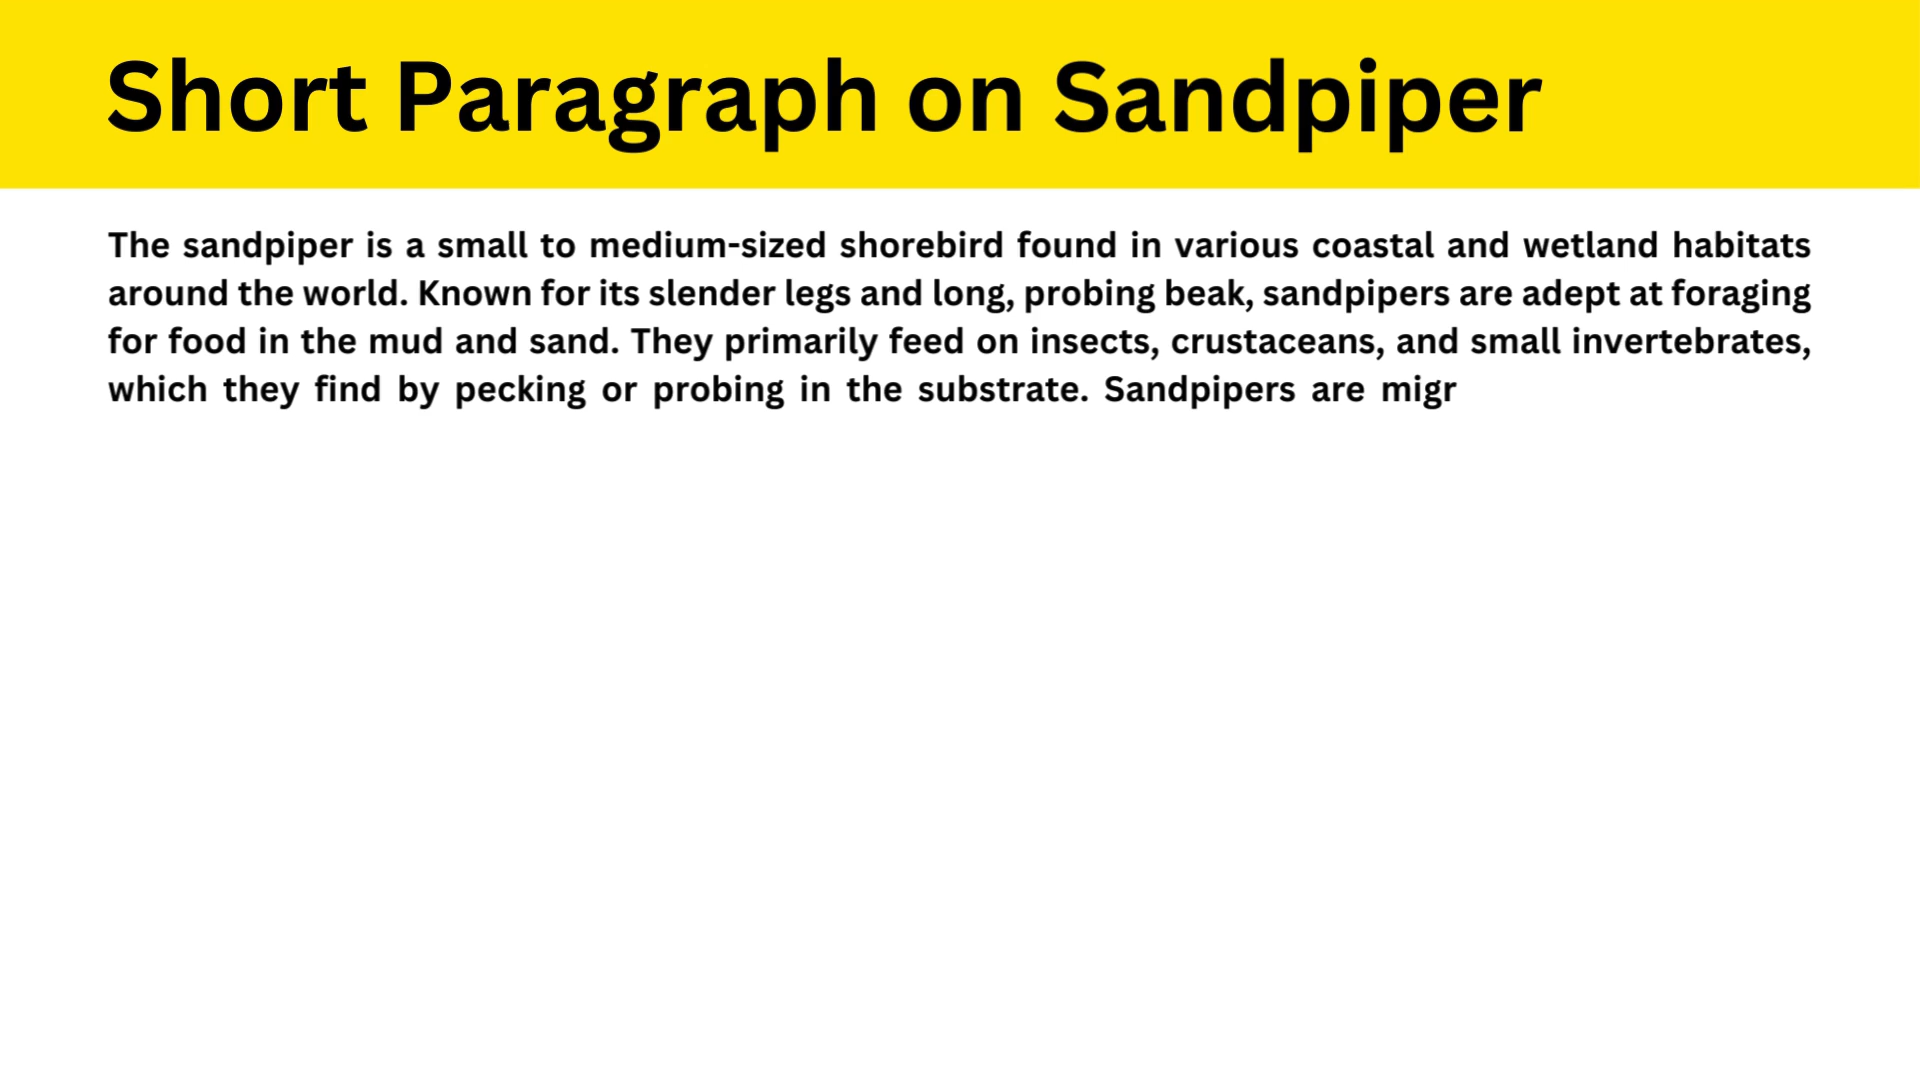 Short Paragraph on Sandpiper
The sandpiper is a small to medium-sized shorebird found in various coastal and wetland habitats
around the world. Known for its slender legs and long, probing beak, sandpipers are adept at foraging
for food in the mud and sand. They primarily feed on insects, crustaceans, and small invertebrates,
which they find by pecking or probing in the substrate. Sandpipers are migr